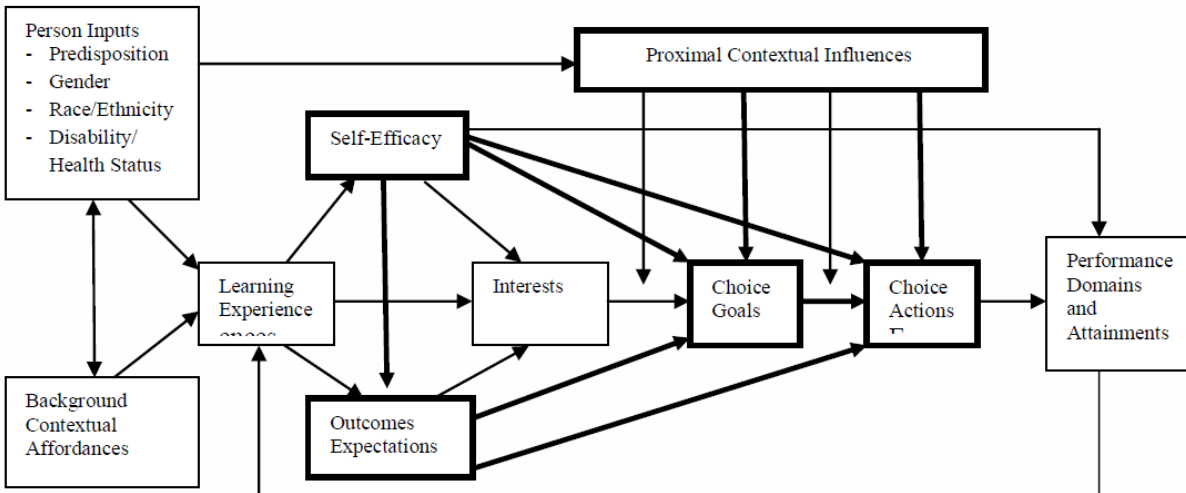 Person Inputs
- Predisposition
- Gender
- Race/Ethnicity
- Disability/
Health Status
Proximal Contextual Influences
Self-Efficacy
Learning
Experience
Interests
Choice
Goals
Choice
Actions
Performance
Domains
and
Attainments
Background
Contextual
Affordances
Outcomes
Expectations